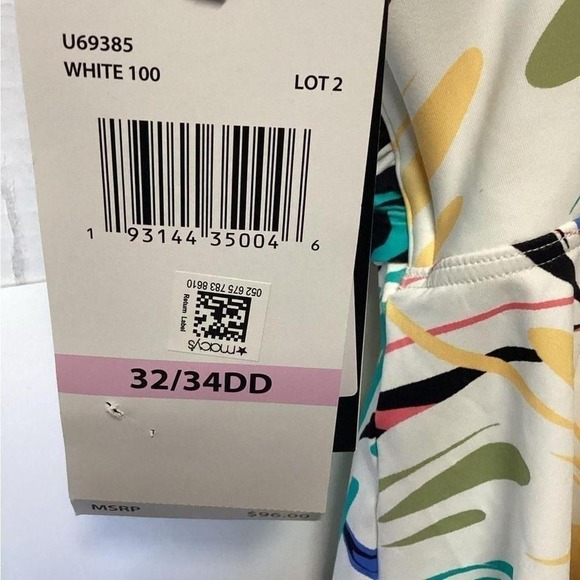 U69385
WHITE 100 LOT 2
1 93144 35004 6
052 675 783 8610
Return Label
★macy's
32/34DD
MSRP $96.00